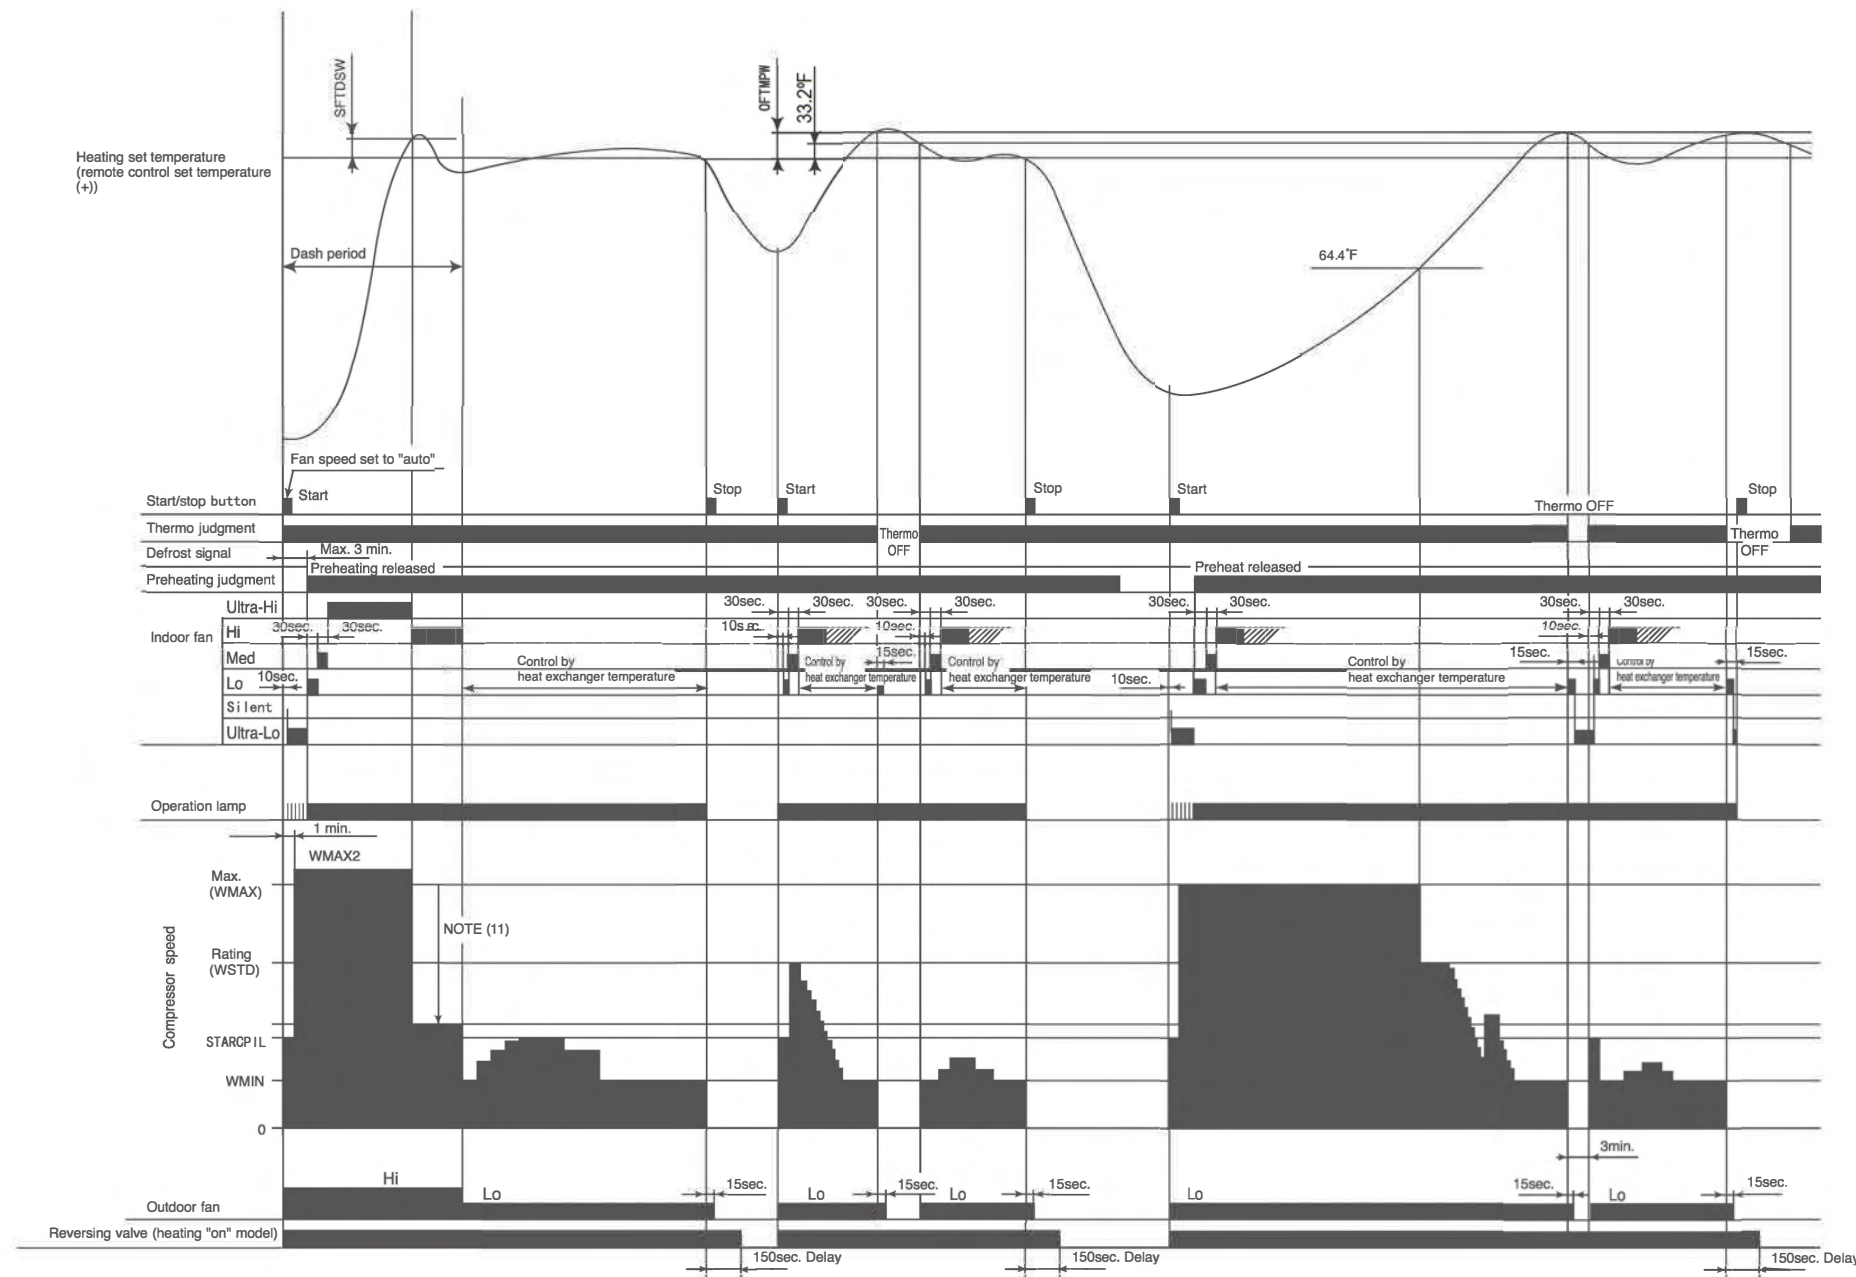 SFTDSW
OFTMPW
33.2ºF
Heating set temperature
(remote control set temperature
(+))
Dash period
64.4°F
Fan speed set to "auto"
Start/stop button
Start
Stop
Start
Stop
Start
Stop
Thermo judgment
Thermo
OFF
Thermo OFF
Thermo
OFF
Defrost signal
Max. 3 min.
Preheating released
Preheat released
Preheating judgment
Indoor fan
Ultra-Hi
30sec.
30sec.
30sec.
30sec.
30sec.
30sec.
30sec.
30sec.
Hi
30sec.
30sec.
10sec.
10sec.
10sec.
Med
Control by
heat exchanger temperature
Control by
heat exchanger temperature
15sec.
Control by
heat exchanger temperature
Control by
heat exchanger temperature
15sec.
Control by
heat exchanger temperature
15sec.
Lo
10sec.
10sec.
Silent
Ultra-Lo
Operation lamp
1 min.
WMAX2
Compressor speed
Max.
(WMAX)
NOTE (11)
Rating
(WSTD)
STARCPIL
WMIN
0
3min.
Outdoor fan
Hi
Lo
15sec.
Lo
15sec.
Lo
15sec.
Lo
15sec.
Lo
15sec.
Reversing valve (heating "on" model)
150sec. Delay
150sec. Delay
150sec. Delay